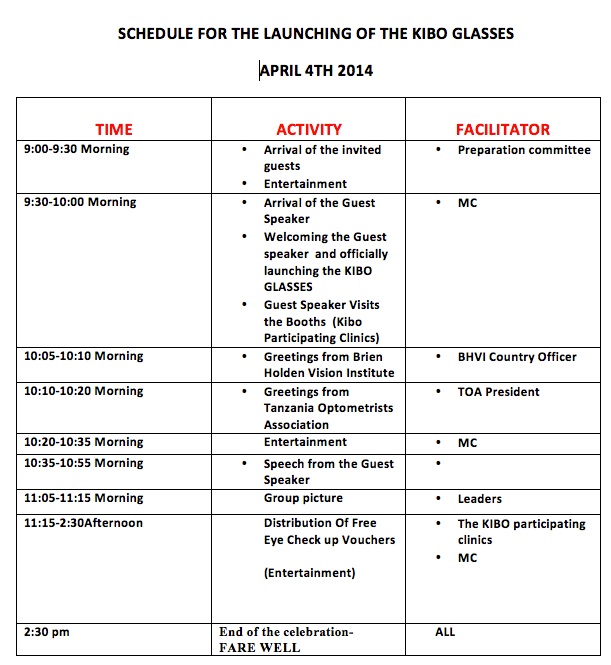 SCHEDULE FOR THE LAUNCHING OF THE KIBO GLASSES
APRIL 4TH 2014
TIME ACTIVITY FACILITATOR
9:00-9:30 Morning
• Arrival of the invited
guests
• Entertainment
• Preparation committee
9:30-10:00 Morning
• Arrival of the Guest
Speaker
• Welcoming the Guest
speaker and officially
launching the KIBO
GLASSES
• Guest Speaker Visits
the Booths (Kibo
Participating Clinics)
• MC
10:05-10:10 Morning
• Greetings from Brien
Holden Vision Institute
• BHVI Country Officer
10:10-10:20 Morning
• Greetings from
Tanzania Optometrists
Association
• TOA President
10:20-10:35 Morning
Entertainment
• MC
10:35-10:55 Morning
• Speech from the Guest
Speaker
•
11:05-11:15 Morning
Group picture
• Leaders
11:15-2:30Afternoon
Distribution Of Free
Eye Check up Vouchers
(Entertainment)
• The KIBO participating
clinics
• MC
2:30 pm
End of the celebration-
FARE WELL
ALL